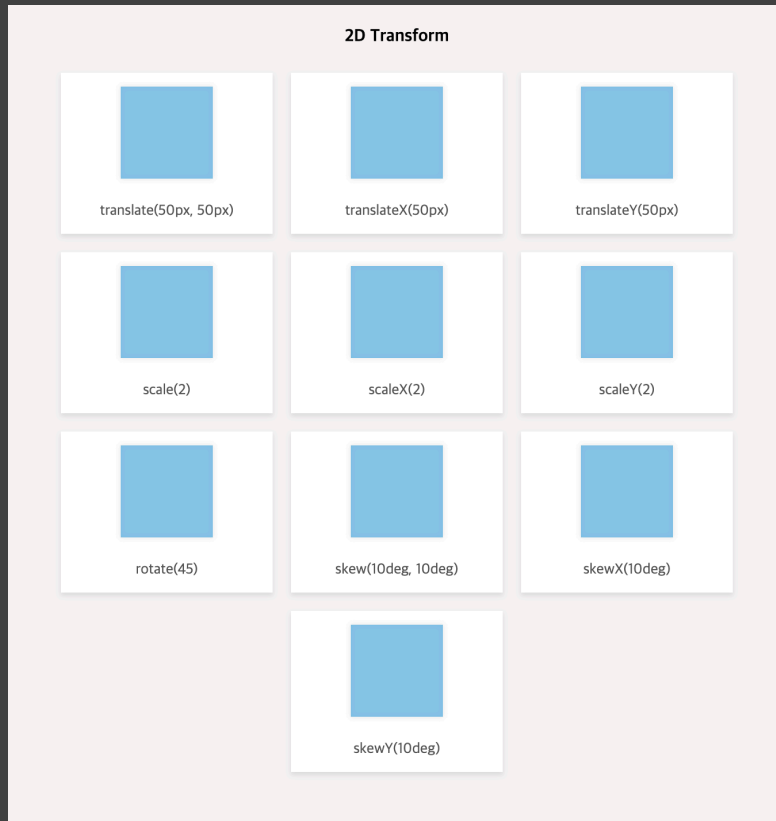 2D Transform
translate(50px, 50px)
translateX(50px)
translateY(50px)
scale(2)
scaleX(2)
scaleY(2)
rotate(45)
skew(10deg, 10deg)
skewX(10deg)
skewY(10deg)